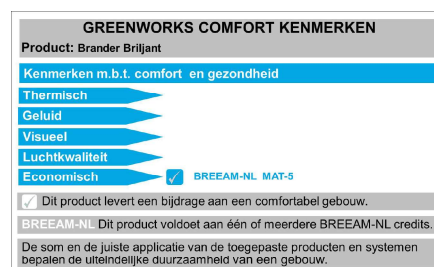 GREENWORKS COMFORT KENMERKEN
Product: Brander Briljant
Kenmerken m.b.t. comfort en gezondheid
Thermisch
Geluid
Visueel
Luchtkwaliteit
Economisch BREEAM-NL MAT-5
Dit product levert een bijdrage aan een comfortabel gebouw.
BREEAM-NL Dit product voldoet aan één of meerdere BREEAM-NL credits.
De som en de juiste applicatie van de toegepaste producten en systemen
bepalen de uiteindelijke duurzaamheid van een gebouw.